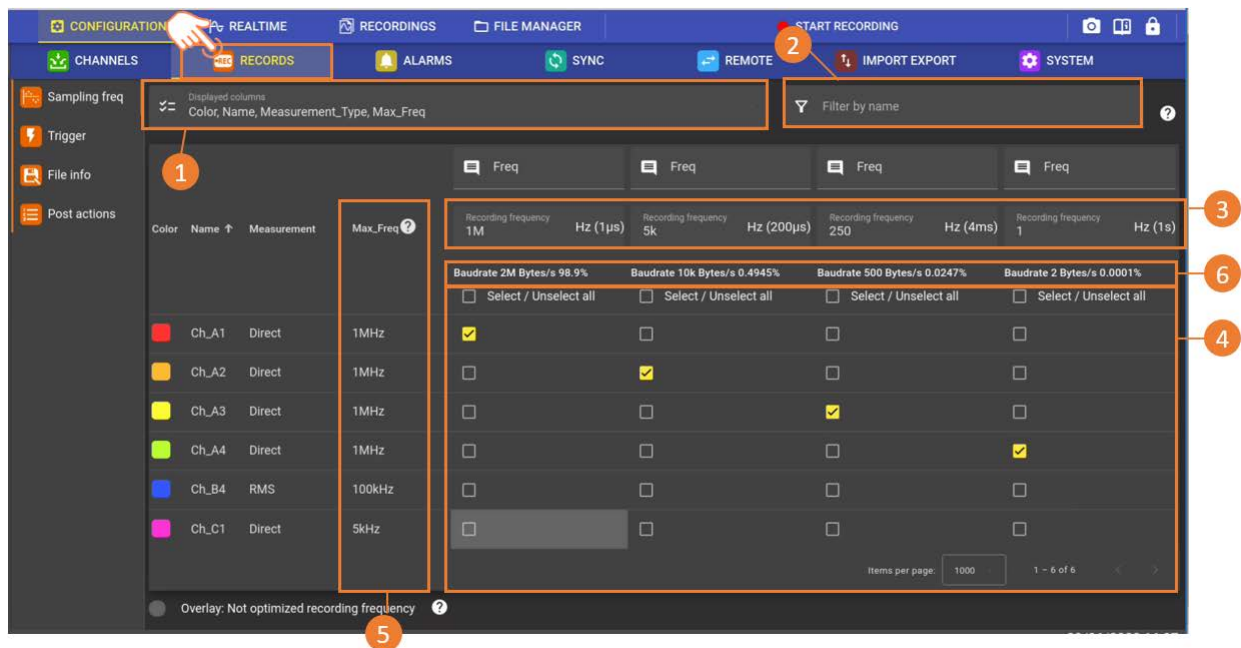 CONFIGURATION REALTIME RECORDINGS FILE MANAGER START RECORDING
2
CHANNELS REC RECORDS ALARMS SYNC REMOTE IMPORT EXPORT SYSTEM
Sampling freq
Displayed columns
Color, Name, Measurement_Type, Max_Freq
Filter by name
?
Trigger
1
File info
Freq Freq Freq Freq
Post actions
Color Name ↑ Measurement Max_Freq ?
Recording frequency Recording frequency Recording frequency Recording frequency
1M Hz (1µs) 5k Hz (200µs) 250 Hz (4ms) 1 Hz (1s)
3
Baudrate 2M Bytes/s 98.9% Baudrate 10k Bytes/s 0.4945% Baudrate 500 Bytes/s 0.0247% Baudrate 2 Bytes/s 0.0001%
6
Select / Unselect all Select / Unselect all Select / Unselect all Select / Unselect all
Ch_A1 Direct 1MHz
4
Ch_A2 Direct 1MHz
Ch_A3 Direct 1MHz
Ch_A4 Direct 1MHz
Ch_B4 RMS 100kHz
Ch_C1 Direct 5kHz
Items per page: 1000 1 – 6 of 6
Overlay: Not optimized recording frequency ?
5